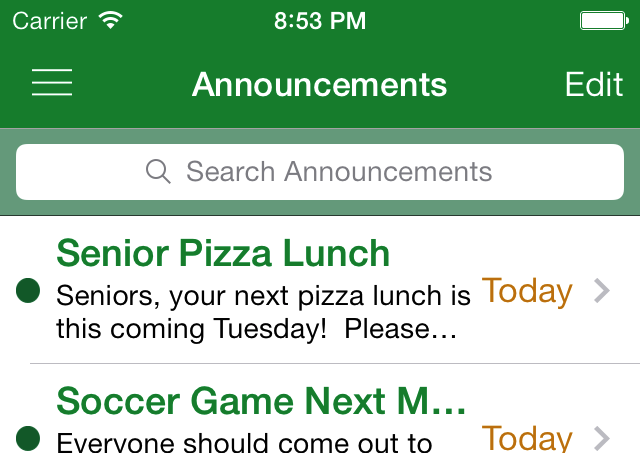 Carrier 8:53 PM
Announcements Edit
Search Announcements
Senior Pizza Lunch
Seniors, your next pizza lunch is Today
this coming Tuesday!  Please...
Soccer Game Next M...
Everyone should come out to Today